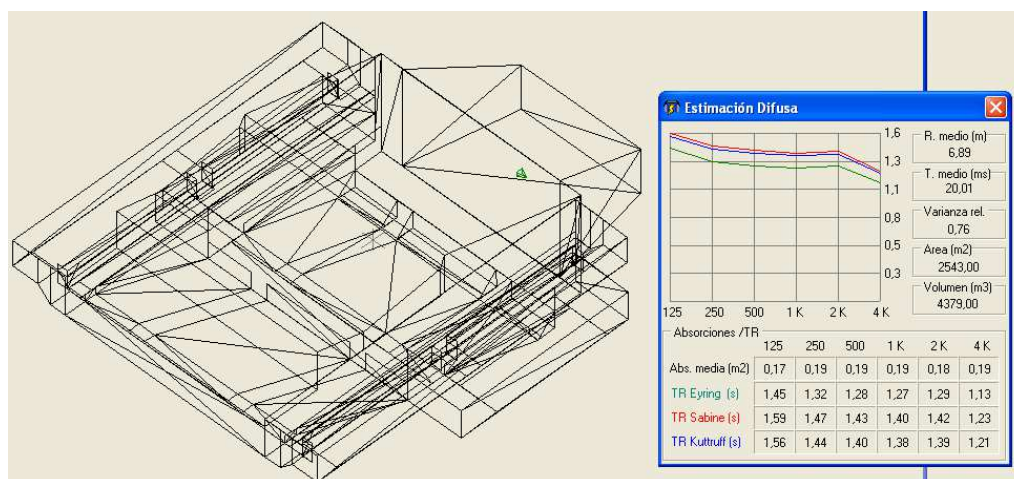 Estimación Difusa
1,6
1,3
1,1
0,8
0,5
0,3
125 250 500 1 K 2 K 4 K
R. medio (m)
6,89
T. medio (ms)
20,01
Varianza rel.
0,76
Area (m2)
2543,00
Volumen (m3)
4379,00
Absorciones /TR
125 250 500 1 K 2 K 4 K
Abs. media (m2) 0,17 0,19 0,19 0,19 0,18 0,19
TR Eyring (s) 1,45 1,32 1,28 1,27 1,29 1,13
TR Sabine (s) 1,59 1,47 1,43 1,40 1,42 1,23
TR Kuttruff (s) 1,56 1,44 1,40 1,38 1,39 1,21